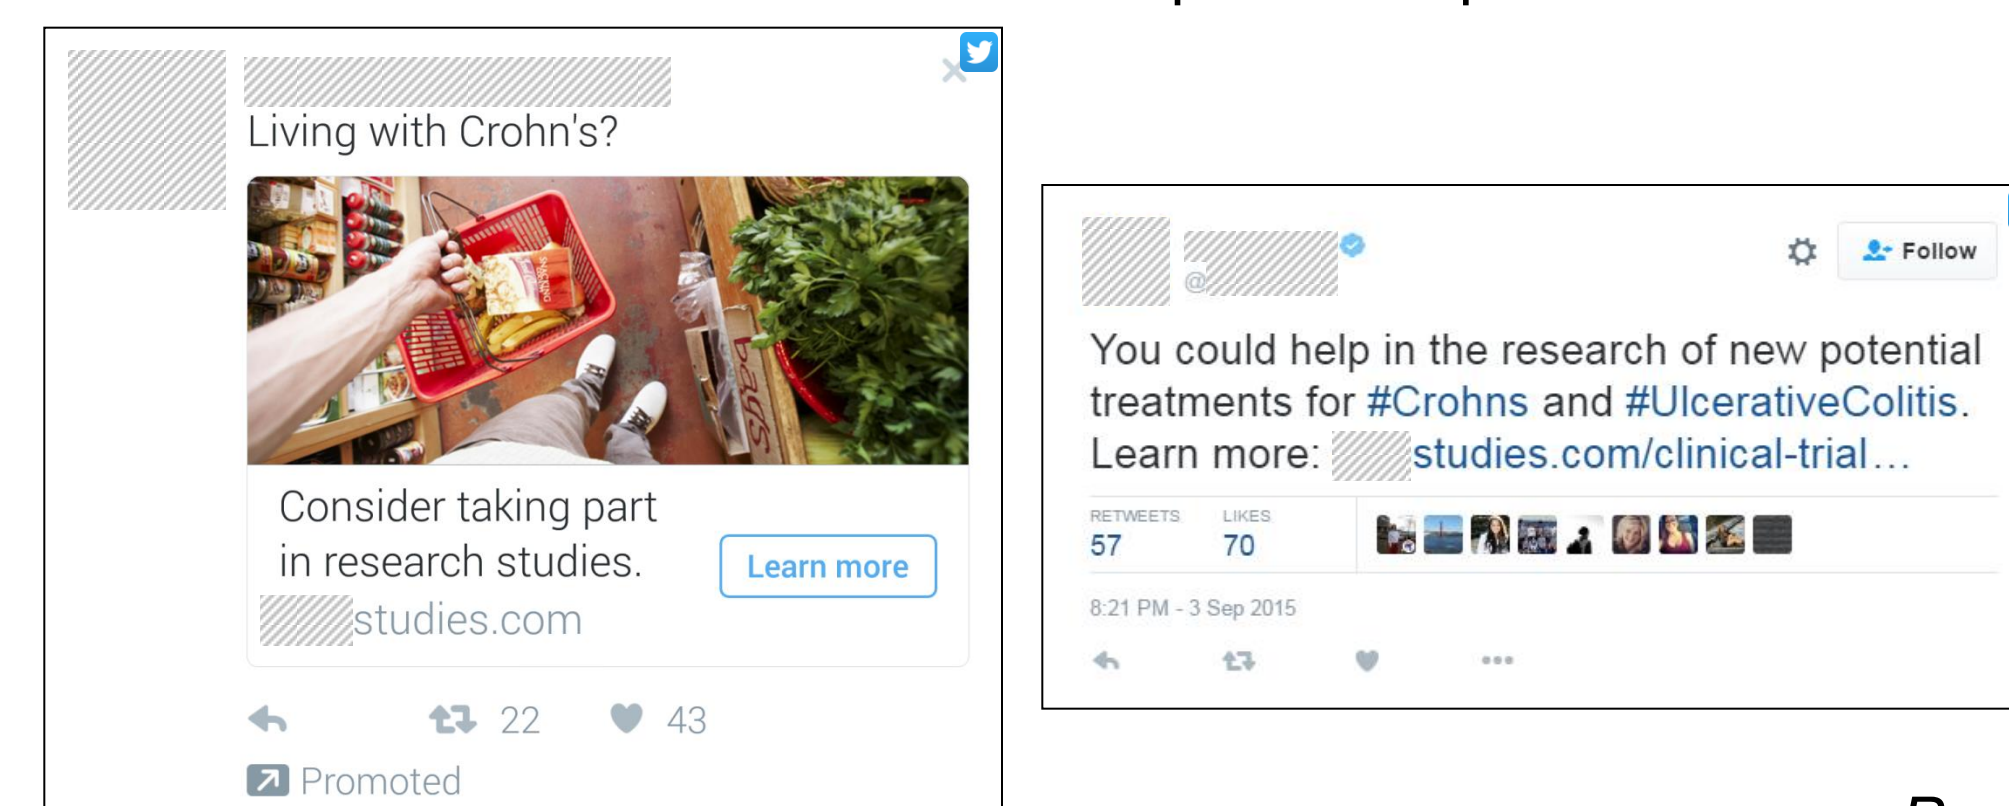 Living with Crohn's?
bags
Consider taking part
in research studies.
Learn more
studies.com
22 43
Promoted
@
Follow
You could help in the research of new potential
treatments for #Crohns and #UlcerativeColitis.
Learn more: studies.com/clinical-trial...
RETWEETS LIKES
57 70
8:21 PM - 3 Sep 2015